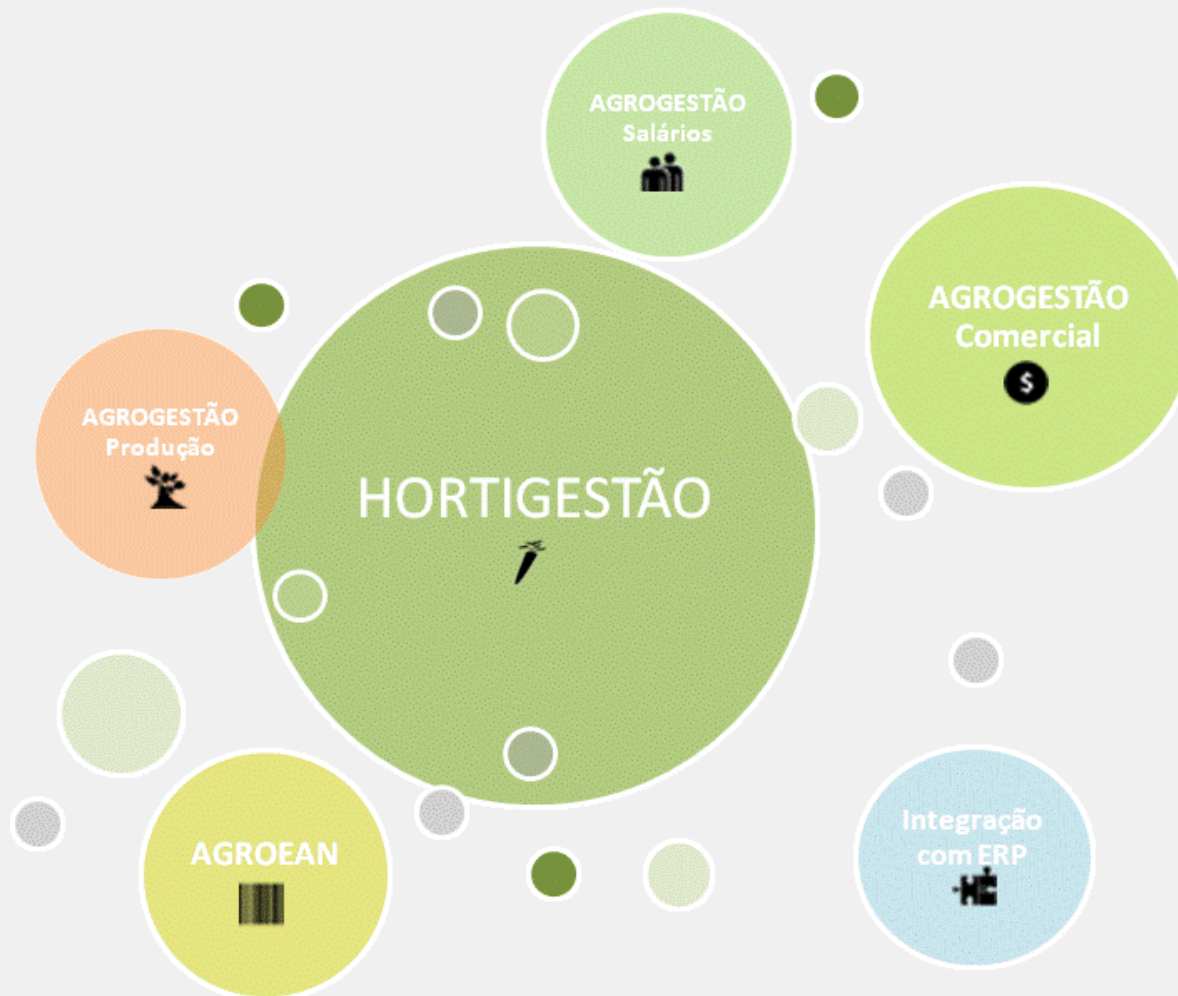 AGROGESTÃO
Salários
AGROGESTÃO
Comercial
$
AGROGESTÃO
Produção
HORTIGESTÃO
AGROEAN
Integração
com ERP